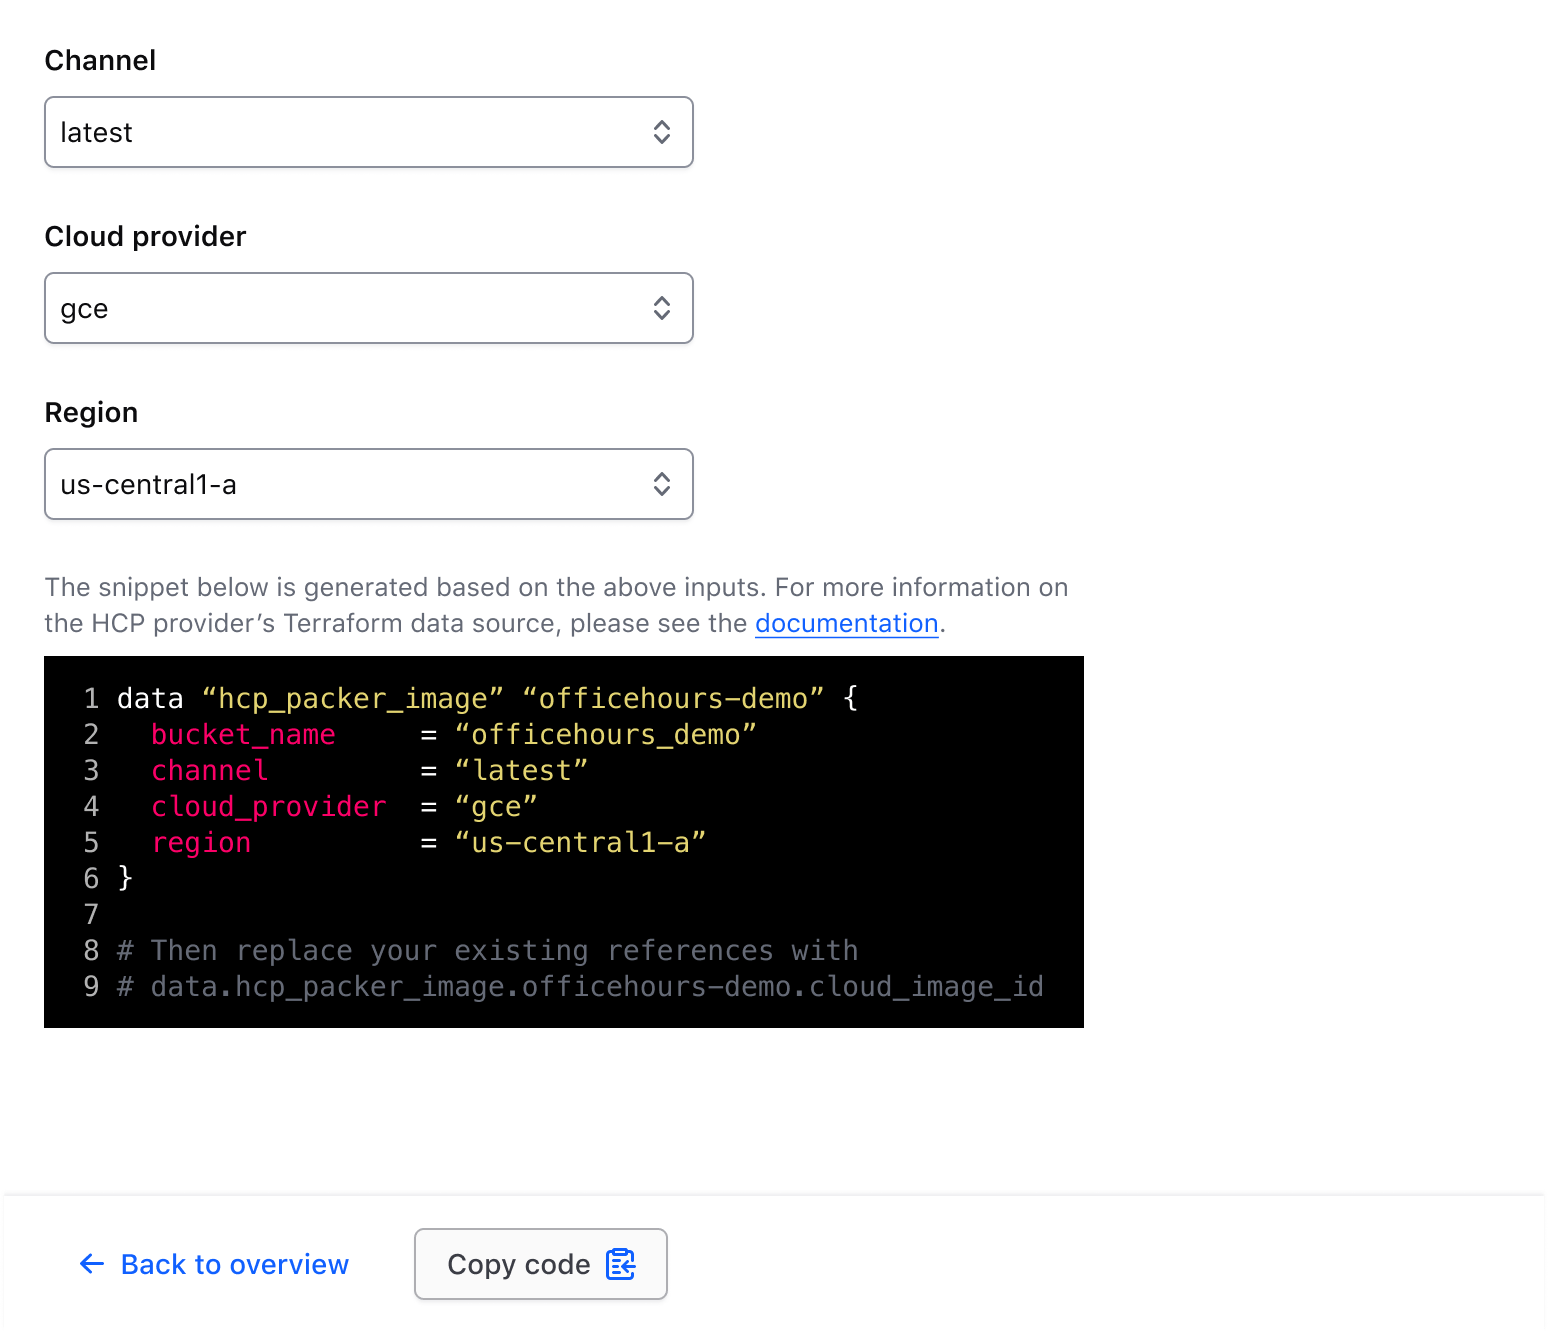 Channel
latest
Cloud provider
gce
Region
us-central1-a
The snippet below is generated based on the above inputs. For more information on
the HCP provider’s Terraform data source, please see the documentation.
1 data “hcp_packer_image” “officehours-demo” {
2   bucket_name     = “officehours_demo”
3   channel         = “latest”
4   cloud_provider  = “gce”
5   region          = “us-central1-a”
6 }
7
8 # Then replace your existing references with
9 # data.hcp_packer_image.officehours-demo.cloud_image_id
Back to overview
Copy code